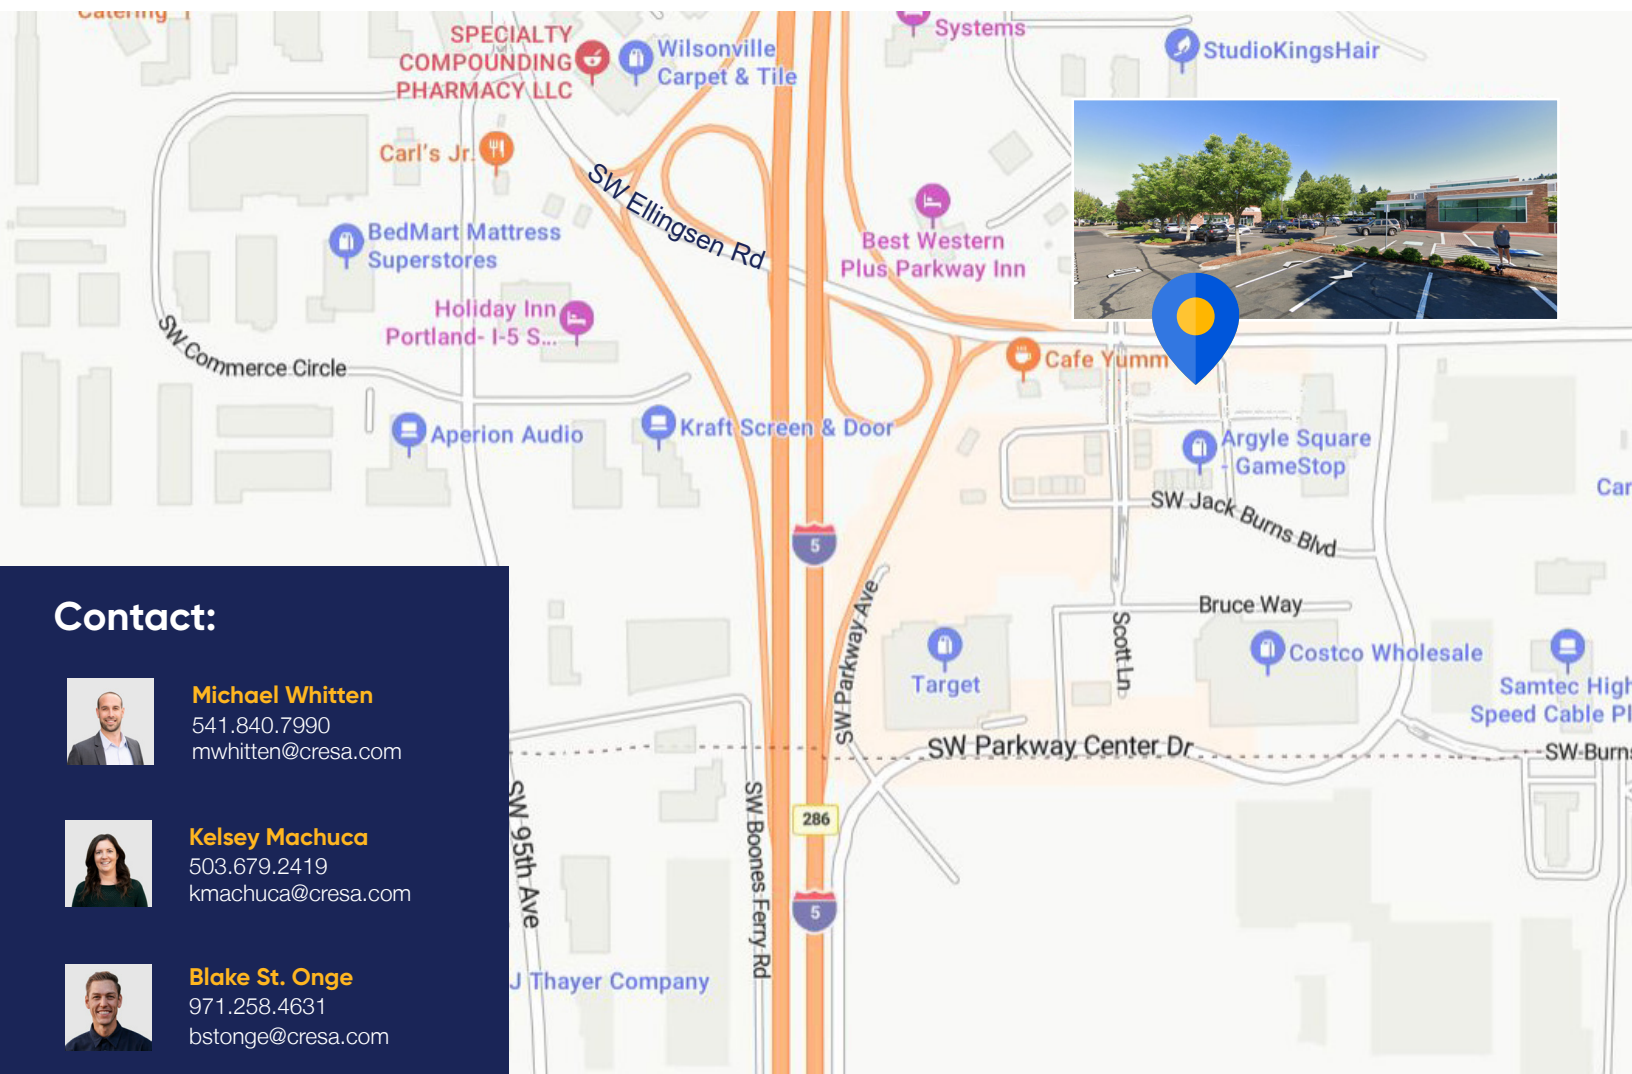 Catering
Systems
SPECIALTY
COMPOUNDING
PHARMACY LLC
Wilsonville
Carpet & Tile
StudioKingsHair
Carl's Jr.
SW Ellingsen Rd
BedMart Mattress
Superstores
Best Western
Plus Parkway Inn
Holiday Inn
Portland- I-5 S...
SW Commerce Circle
Cafe Yumm
Aperion Audio
Kraft Screen & Door
Argyle Square
- GameStop
Car
SW Jack Burns Blvd
5
Bruce Way
Scott Ln
SW Parkway Ave
Target
Costco Wholesale
Samtec High
Speed Cable Pl
SW Parkway Center Dr
SW Burns
286
SW 95th Ave
SW Boones Ferry Rd
5
J Thayer Company
Contact:
Michael Whitten
541.840.7990
mwhitten@cresa.com
Kelsey Machuca
503.679.2419
kmachuca@cresa.com
Blake St. Onge
971.258.4631
bstonge@cresa.com